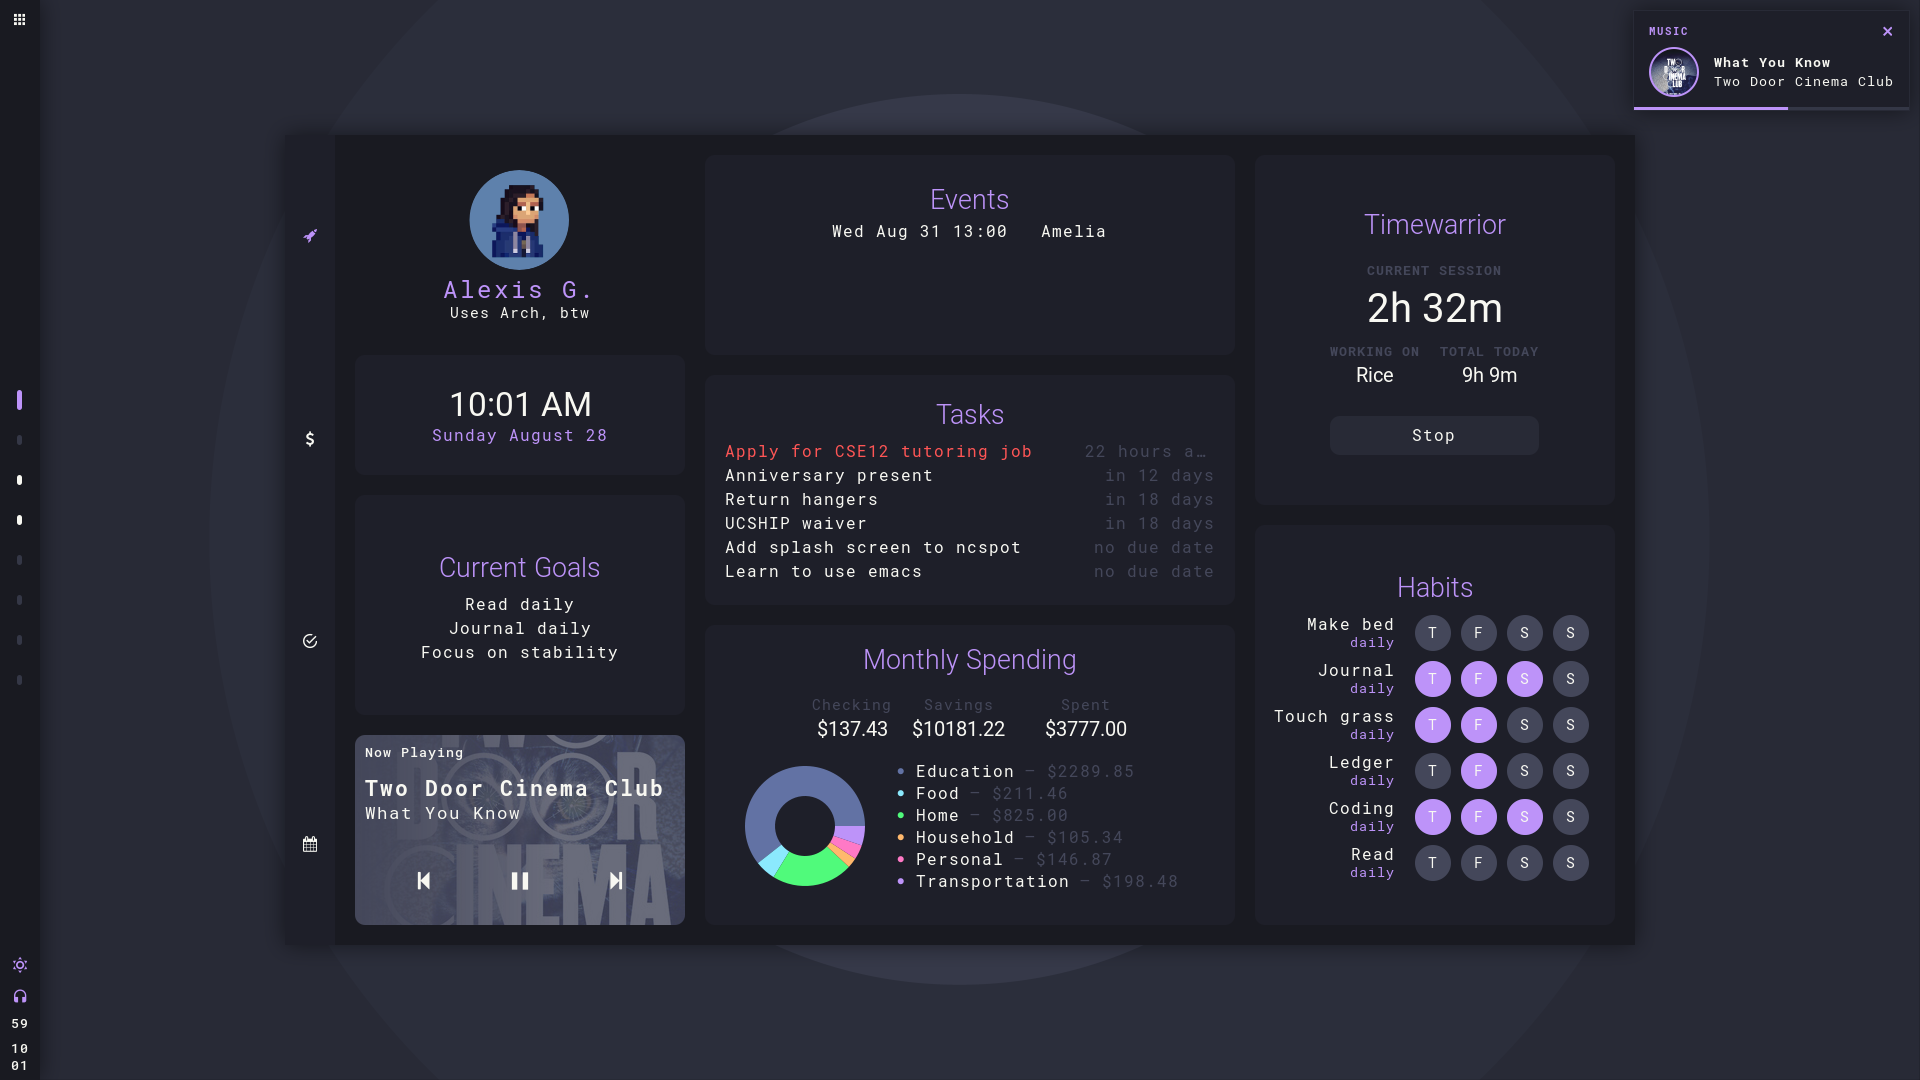 MUSIC
What You Know
Two Door Cinema Club
Alexis G.
Uses Arch, btw
10:01 AM
Sunday August 28
Current Goals
Read daily
Journal daily
Focus on stability
Now Playing
Two Door Cinema Club
What You Know
Events
Wed Aug 31 13:00 Amelia
Tasks
Apply for CSE12 tutoring job 22 hours a…
Anniversary present in 12 days
Return hangers in 18 days
UCSHIP waiver in 18 days
Add splash screen to ncspot no due date
Learn to use emacs no due date
Monthly Spending
Checking Savings Spent
$137.43 $10181.22 $3777.00
• Education — $2289.85
• Food — $211.46
• Home — $825.00
• Household — $105.34
• Personal — $146.87
• Transportation — $198.48
Timewarrior
CURRENT SESSION
2h 32m
WORKING ON TOTAL TODAY
Rice 9h 9m
Stop
Habits
Make bed T F S S
daily
Journal T F S S
daily
Touch grass T F S S
daily
Ledger T F S S
daily
Coding T F S S
daily
Read T F S S
daily
59
10
01